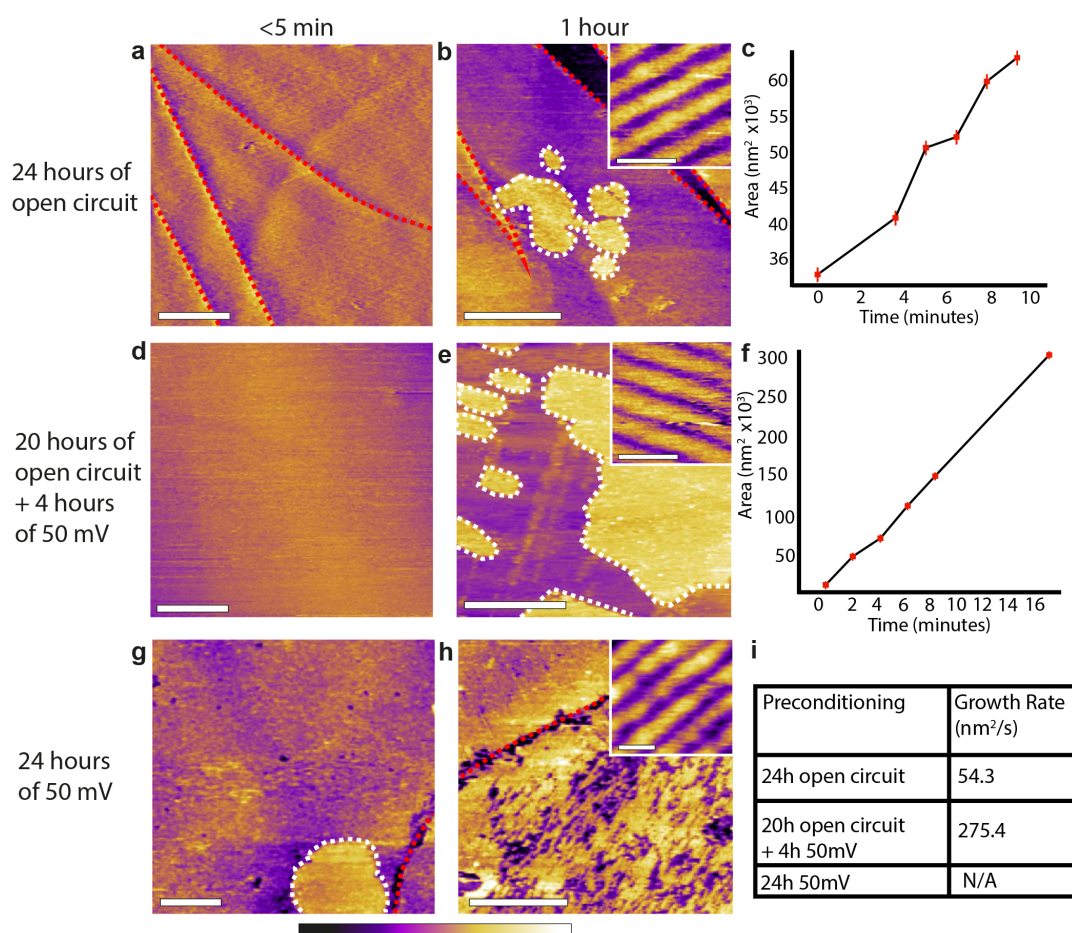 <5 min
1 hour
a
b
c
24 hours of
open circuit
Area (nm² x10³)
60
55
50
45
40
36
0
2
4
6
8
10
Time (minutes)
d
e
f
20 hours of
open circuit
+ 4 hours
of 50 mV
Area (nm² x10³)
300
250
200
150
100
50
0
2
4
6
8
10
12
14
16
Time (minutes)
g
h
i
24 hours
of 50 mV
Preconditioning
Growth Rate
(nm²/s)
24h open circuit
54.3
20h open circuit
+ 4h 50mV
275.4
24h 50mV
N/A